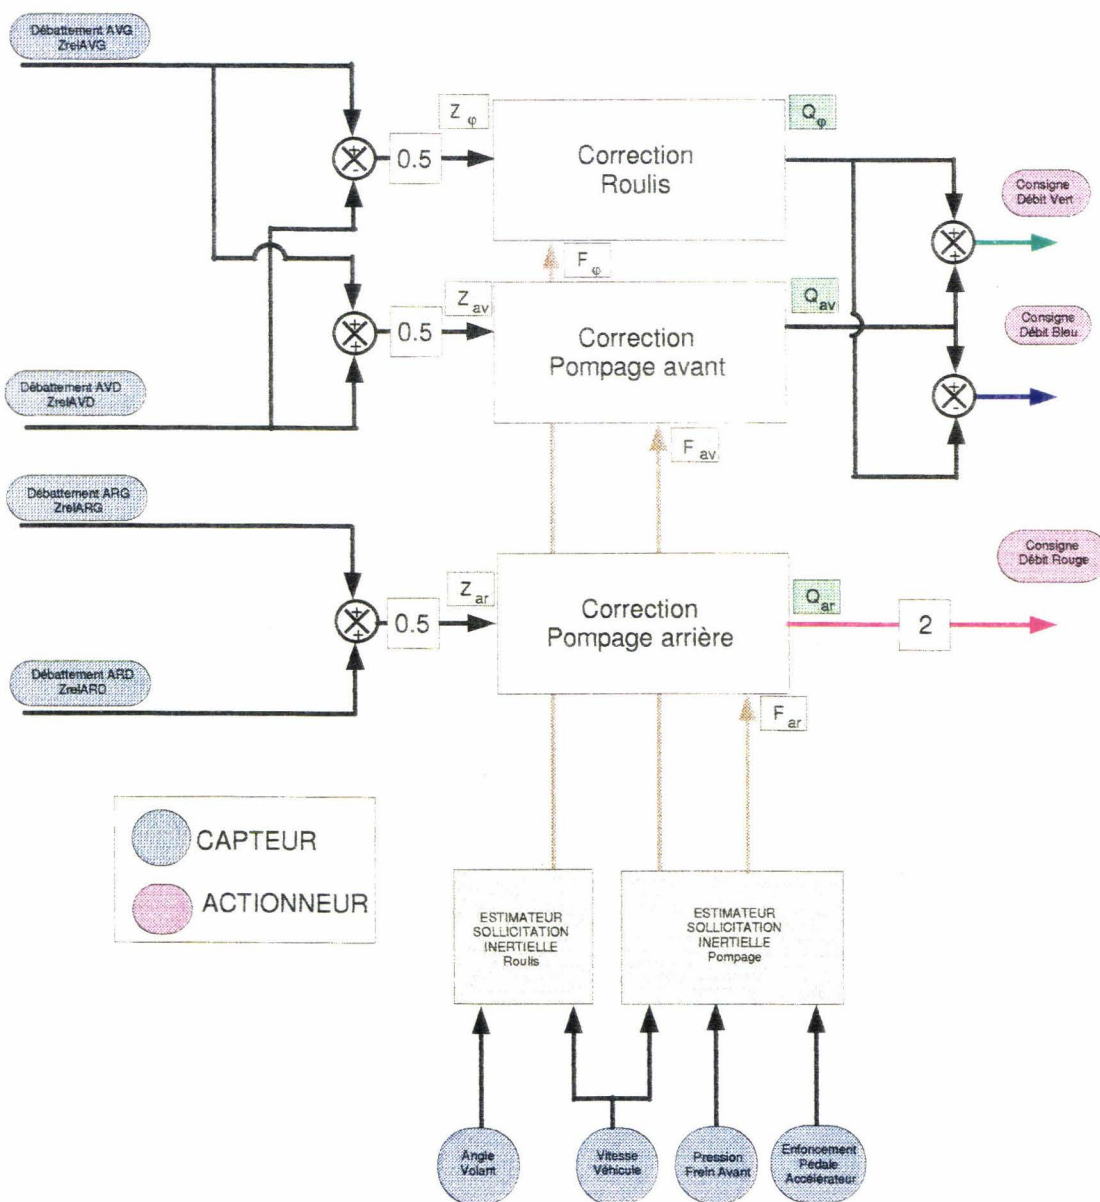 Débattement AVG
ZrelAVG
Z φ
Q φ
+
-
0.5
Correction
Roulis
Consigne
Débit Vert
+
+
F φ
Z av
Q av
+
+
0.5
Correction
Pompage avant
Consigne
Débit Bleu
Débattement AVD
ZrelAVD
+
-
F av
Débattement ARG
ZrelARG
Consigne
Débit Rouge
Z ar
Q ar
+
+
0.5
Correction
Pompage arrière
2
Débattement ARD
ZrelARD
F ar
CAPTEUR
ACTIONNEUR
ESTIMATEUR
SOLLICITATION
INERTIELLE
Roulis
ESTIMATEUR
SOLLICITATION
INERTIELLE
Pompage
Angle
Volant
Vitesse
Véhicule
Pression
Frein Avant
Enfoncement
Pédale
Accélérateur